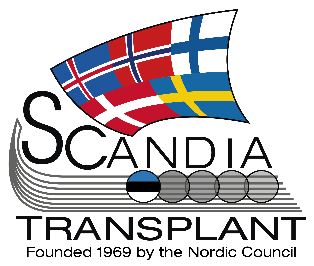 SCANDIA
TRANSPLANT
Founded 1969 by the Nordic Council